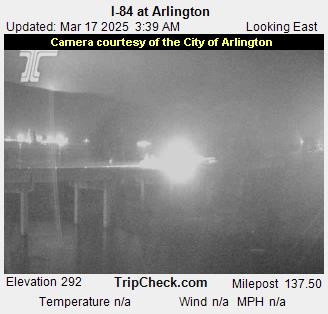 I-84 at Arlington
Updated: Mar 17 2025 3:39 AM Looking East
Camera courtesy of the City of Arlington
Elevation 292 TripCheck.com Milepost 137.50
Temperature n/a Wind n/a MPH n/a